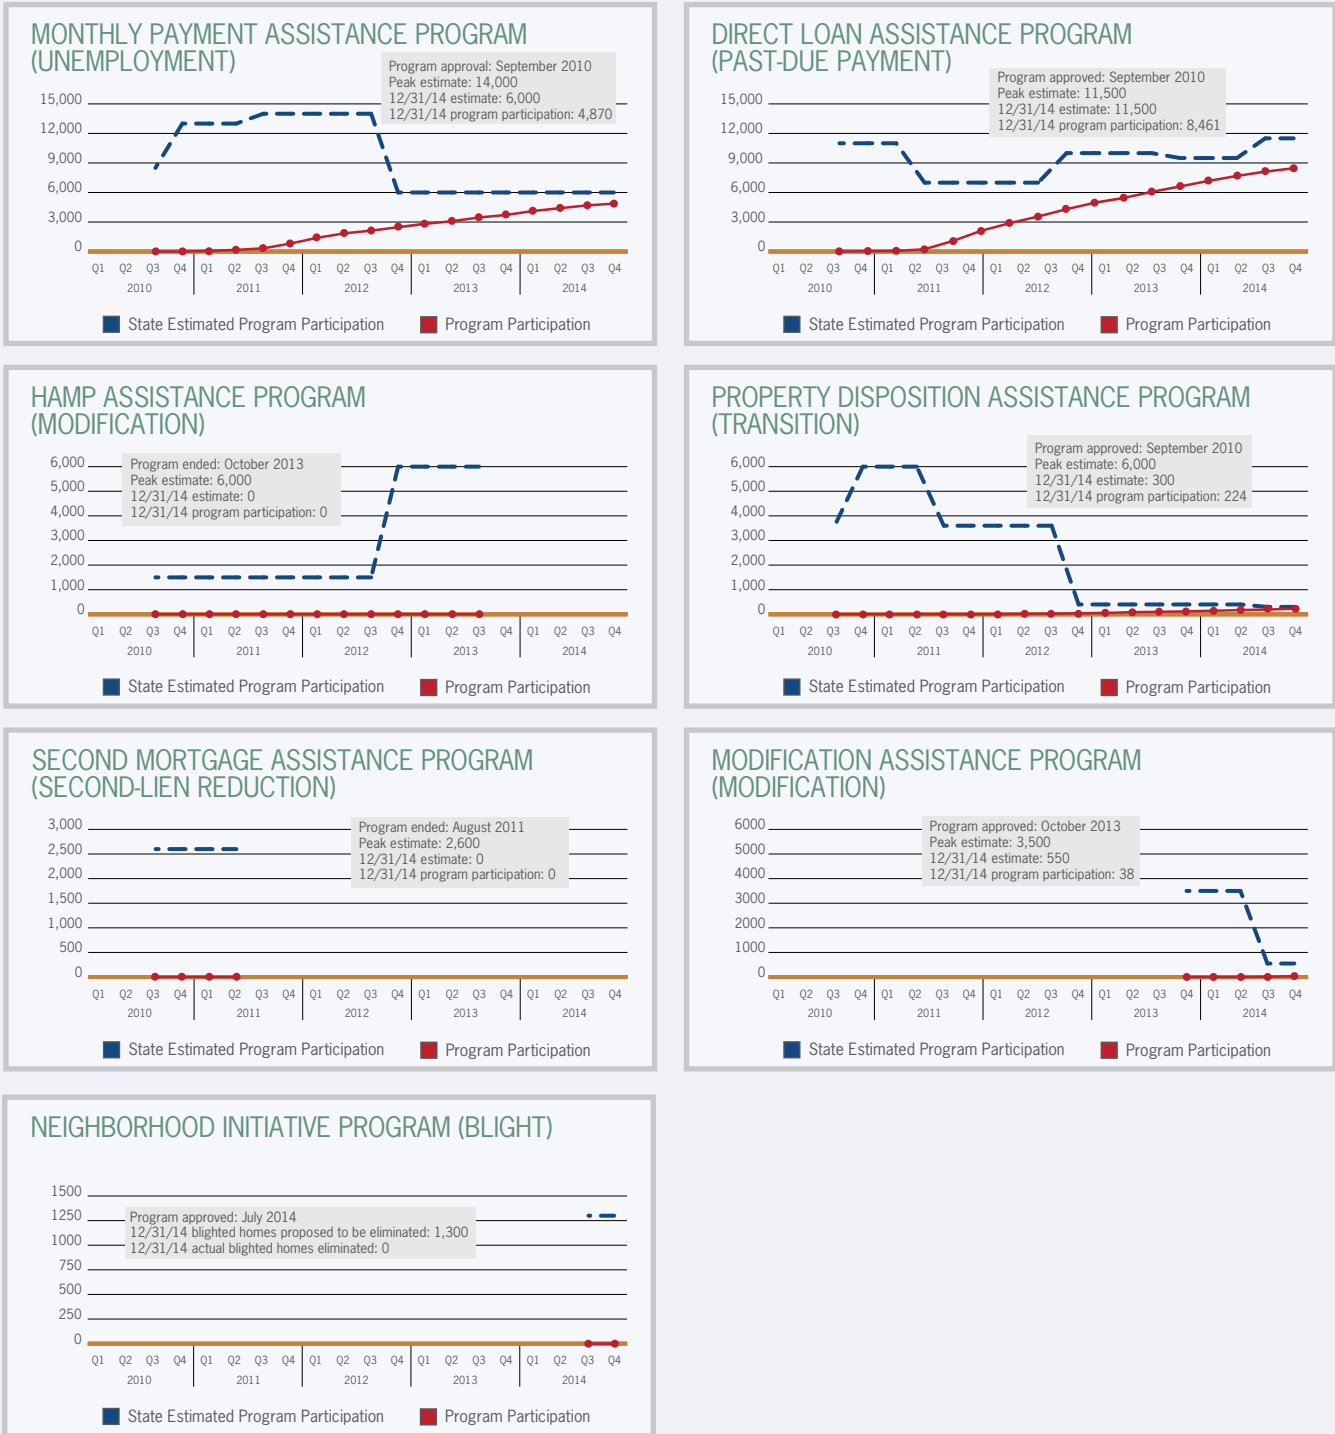 MONTHLY PAYMENT ASSISTANCE PROGRAM
(UNEMPLOYMENT)
Program approval: September 2010
Peak estimate: 14,000
12/31/14 estimate: 6,000
12/31/14 program participation: 4,870
15,000
12,000
9,000
6,000
3,000
0
Q1 Q2 Q3 Q4 Q1 Q2 Q3 Q4 Q1 Q2 Q3 Q4 Q1 Q2 Q3 Q4 Q1 Q2 Q3 Q4
2010 2011 2012 2013 2014
State Estimated Program Participation Program Participation
DIRECT LOAN ASSISTANCE PROGRAM
(PAST-DUE PAYMENT)
Program approved: September 2010
Peak estimate: 11,500
12/31/14 estimate: 11,500
12/31/14 program participation: 8,461
15,000
12,000
9,000
6,000
3,000
0
Q1 Q2 Q3 Q4 Q1 Q2 Q3 Q4 Q1 Q2 Q3 Q4 Q1 Q2 Q3 Q4 Q1 Q2 Q3 Q4
2010 2011 2012 2013 2014
State Estimated Program Participation Program Participation
HAMP ASSISTANCE PROGRAM
(MODIFICATION)
Program ended: October 2013
Peak estimate: 6,000
12/31/14 estimate: 0
12/31/14 program participation: 0
6,000
5,000
4,000
3,000
2,000
1,000
0
Q1 Q2 Q3 Q4 Q1 Q2 Q3 Q4 Q1 Q2 Q3 Q4 Q1 Q2 Q3 Q4 Q1 Q2 Q3 Q4
2010 2011 2012 2013 2014
State Estimated Program Participation Program Participation
PROPERTY DISPOSITION ASSISTANCE PROGRAM
(TRANSITION)
Program approved: September 2010
Peak estimate: 6,000
12/31/14 estimate: 300
12/31/14 program participation: 224
6,000
5,000
4,000
3,000
2,000
1,000
0
Q1 Q2 Q3 Q4 Q1 Q2 Q3 Q4 Q1 Q2 Q3 Q4 Q1 Q2 Q3 Q4 Q1 Q2 Q3 Q4
2010 2011 2012 2013 2014
State Estimated Program Participation Program Participation
SECOND MORTGAGE ASSISTANCE PROGRAM
(SECOND-LIEN REDUCTION)
Program ended: August 2011
Peak estimate: 2,600
12/31/14 estimate: 0
12/31/14 program participation: 0
3,000
2,500
2,000
1,500
1,000
500
0
Q1 Q2 Q3 Q4 Q1 Q2 Q3 Q4 Q1 Q2 Q3 Q4 Q1 Q2 Q3 Q4 Q1 Q2 Q3 Q4
2010 2011 2012 2013 2014
State Estimated Program Participation Program Participation
MODIFICATION ASSISTANCE PROGRAM
(MODIFICATION)
Program approved: October 2013
Peak estimate: 3,500
12/31/14 estimate: 550
12/31/14 program participation: 38
6000
5000
4000
3000
2000
1000
0
Q1 Q2 Q3 Q4 Q1 Q2 Q3 Q4 Q1 Q2 Q3 Q4 Q1 Q2 Q3 Q4 Q1 Q2 Q3 Q4
2010 2011 2012 2013 2014
State Estimated Program Participation Program Participation
NEIGHBORHOOD INITIATIVE PROGRAM (BLIGHT)
Program approved: July 2014
12/31/14 blighted homes proposed to be eliminated: 1,300
12/31/14 actual blighted homes eliminated: 0
1500
1250
1000
750
500
250
0
Q1 Q2 Q3 Q4 Q1 Q2 Q3 Q4 Q1 Q2 Q3 Q4 Q1 Q2 Q3 Q4 Q1 Q2 Q3 Q4
2010 2011 2012 2013 2014
State Estimated Program Participation Program Participation